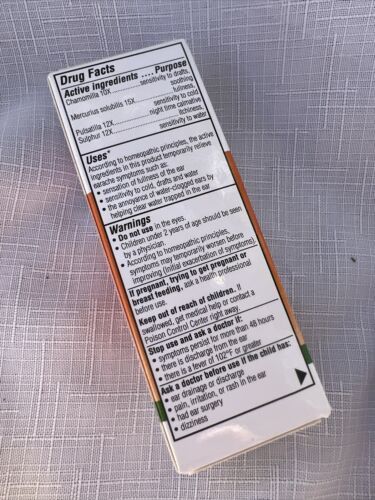 Drug Facts
Active ingredients .... Purpose
Chamomilla 10X............sensitivity to drafts,
soothing
Mercurius solubilis 15X............fullness,
sensitivity to cold
Pulsatilla 12X............night time calmative
Sulphur 12X............itchiness,
sensitivity to water
Uses*
According to homeopathic principles, the active
ingredients in this product temporarily relieve
earache symptoms such as:
• sensation of fullness of the ear
• sensitivity to cold, drafts and water
• the annoyance of water-clogged ears by
helping clear water trapped in the ear
Warnings
• Do not use in the eyes.
• Children under 2 years of age should be seen
by a physician.
• According to homeopathic principles,
symptoms may temporarily worsen before
improving (initial exacerbation of symptoms).
If pregnant, trying to get pregnant or
breast feeding, ask a health professional
before use.
Keep out of reach of children. If
swallowed, get medical help or contact a
Poison Control Center right away.
Stop use and ask a doctor if:
• symptoms persist for more than 48 hours
• there is discharge from the ear
• there is a fever of 102°F or greater
Ask a doctor before use if the child has:
• ear drainage or discharge
• pain, irritation, or rash in the ear
• had ear surgery
• dizziness